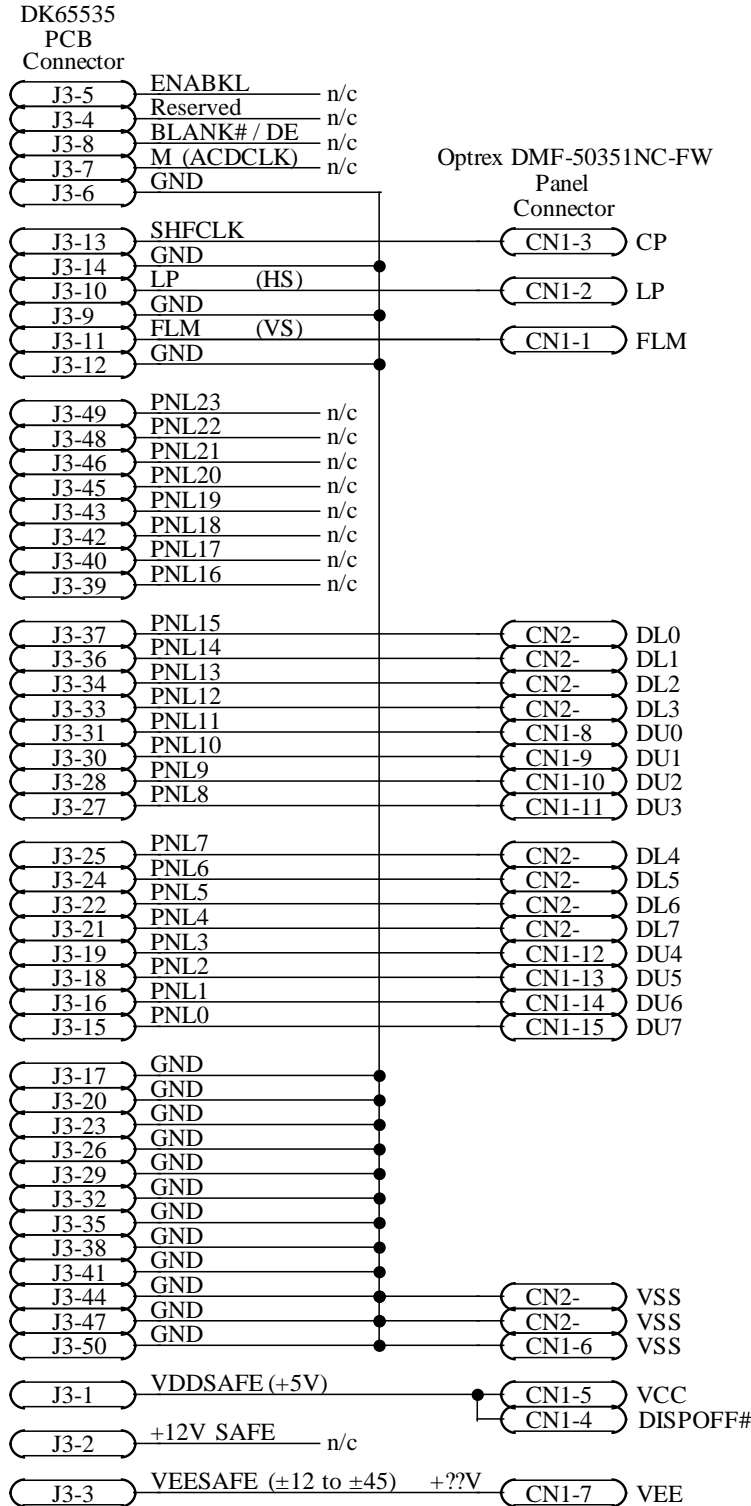 DK65535
PCB
Connector
J3-5 ENABKL n/c
J3-4 Reserved n/c
J3-8 BLANK# / DE n/c
J3-7 M (ACDCLK) n/c
J3-6 GND
Optrex DMF-50351NC-FW
Panel
Connector
J3-13 SHFCLK CN1-3 CP
J3-14 GND
J3-10 LP (HS) CN1-2 LP
J3-9 GND
J3-11 FLM (VS) CN1-1 FLM
J3-12 GND
J3-49 PNL23 n/c
J3-48 PNL22 n/c
J3-46 PNL21 n/c
J3-45 PNL20 n/c
J3-43 PNL19 n/c
J3-42 PNL18 n/c
J3-40 PNL17 n/c
J3-39 PNL16 n/c
J3-37 PNL15 CN2- DL0
J3-36 PNL14 CN2- DL1
J3-34 PNL13 CN2- DL2
J3-33 PNL12 CN2- DL3
J3-31 PNL11 CN1-8 DU0
J3-30 PNL10 CN1-9 DU1
J3-28 PNL9 CN1-10 DU2
J3-27 PNL8 CN1-11 DU3
J3-25 PNL7 CN2- DL4
J3-24 PNL6 CN2- DL5
J3-22 PNL5 CN2- DL6
J3-21 PNL4 CN2- DL7
J3-19 PNL3 CN1-12 DU4
J3-18 PNL2 CN1-13 DU5
J3-16 PNL1 CN1-14 DU6
J3-15 PNL0 CN1-15 DU7
J3-17 GND
J3-20 GND
J3-23 GND
J3-26 GND
J3-29 GND
J3-32 GND
J3-35 GND
J3-38 GND
J3-41 GND
J3-44 GND CN2- VSS
J3-47 GND CN2- VSS
J3-50 GND CN1-6 VSS
J3-1 VDDSAFE (+5V) CN1-5 VCC
CN1-4 DISPOFF#
J3-2 +12V SAFE n/c
J3-3 VEESAFE (±12 to ±45) +??V CN1-7 VEE